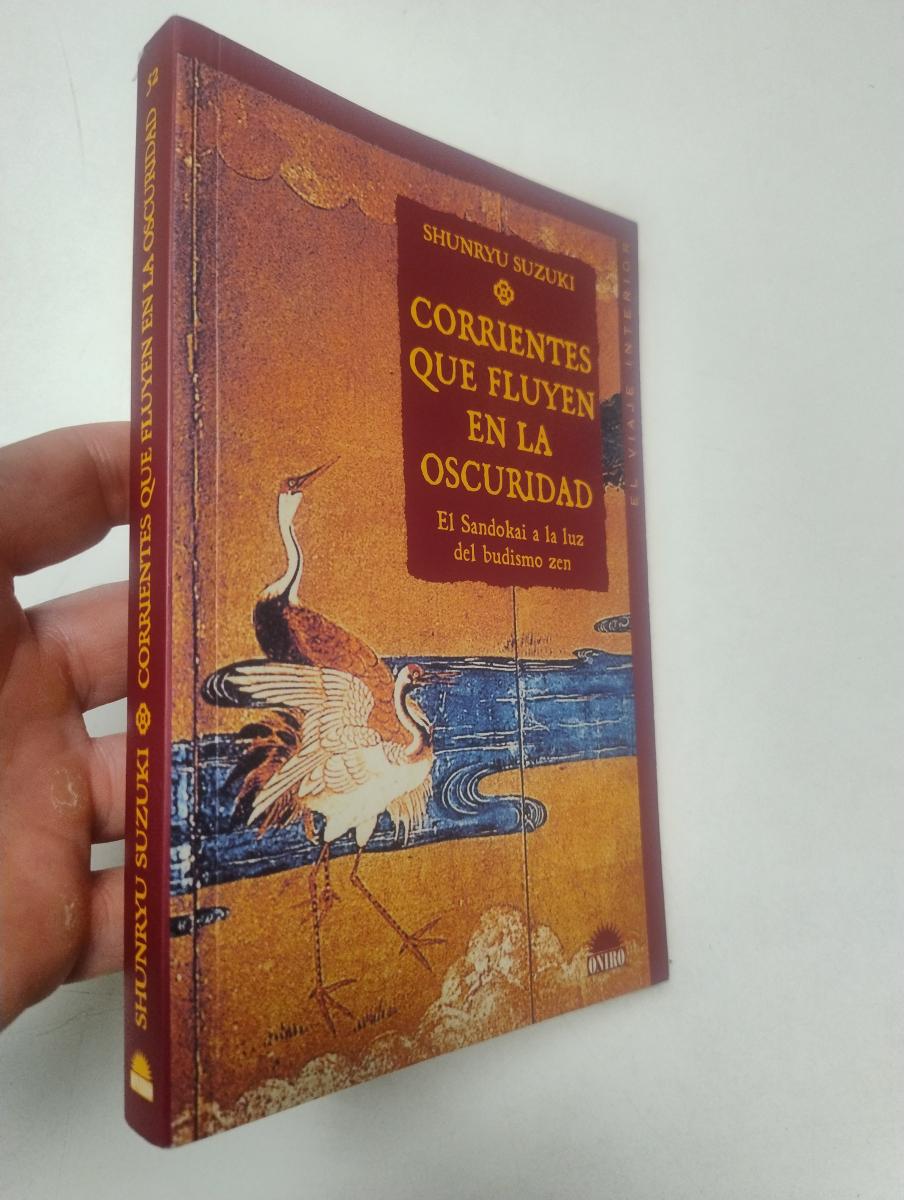 SHUNRYU SUZUKI
CORRIENTES
QUE FLUYEN
EN LA
OSCURIDAD
El Sandokai a la luz
del budismo zen
EL VIAJE INTERIOR
ONIRO
SHUNRYU SUZUKI CORRIENTES QUE FLUYEN EN LA OSCURIDAD